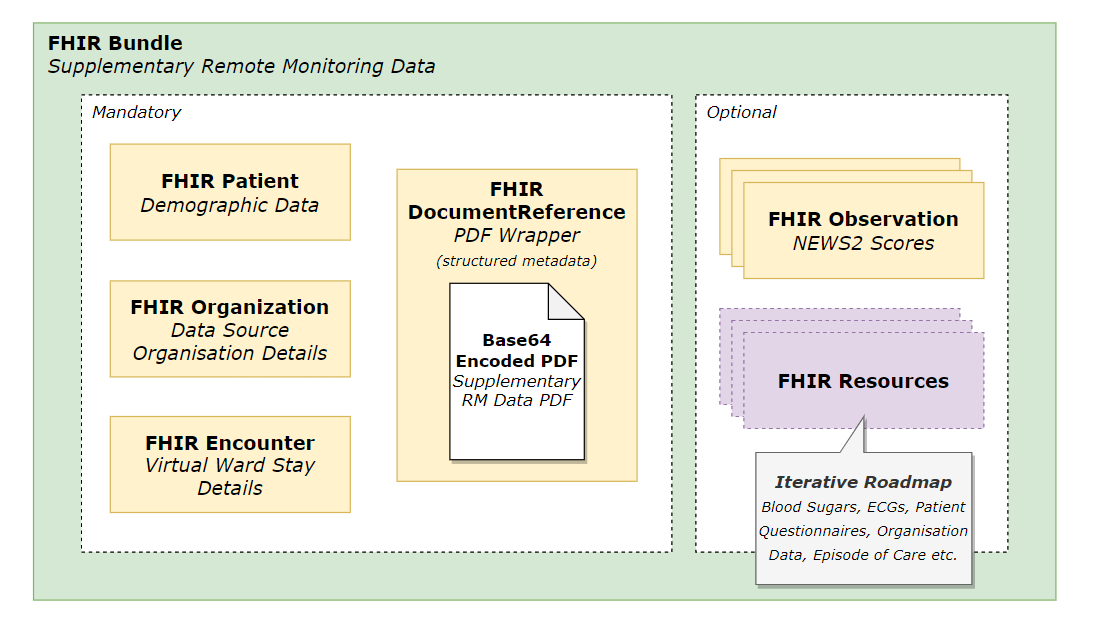 FHIR Bundle
Supplementary Remote Monitoring Data
Mandatory
FHIR Patient
Demographic Data
FHIR Organization
Data Source
Organisation Details
FHIR Encounter
Virtual Ward Stay
Details
FHIR
DocumentReference
PDF Wrapper
(structured metadata)
Base64
Encoded PDF
Supplementary
RM Data PDF
Optional
FHIR Observation
NEWS2 Scores
FHIR Resources
Iterative Roadmap
Blood Sugars, ECGs, Patient
Questionnaires, Organisation
Data, Episode of Care etc.